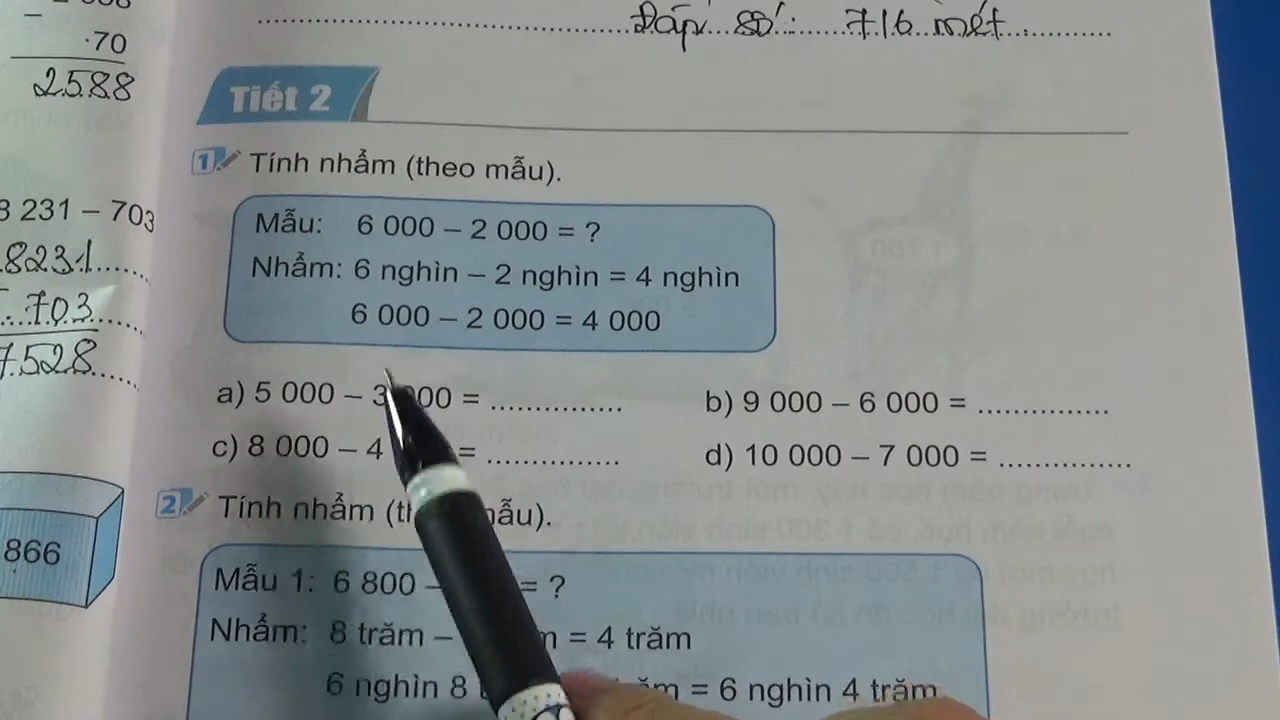 Đáp số: 716 mét
70
2588
Tiết 2
1 Tính nhẩm (theo mẫu).
Mẫu: 6 000 – 2 000 = ?
Nhẩm: 6 nghìn – 2 nghìn = 4 nghìn
6 000 – 2 000 = 4 000
231 – 703
8231
703
7528
a) 5 000 – 3 00 = ...............
b) 9 000 – 6 000 = ...............
c) 8 000 – 4 = ...............
d) 10 000 – 7 000 = ...............
2 Tính nhẩm (t mẫu).
866
Mẫu 1: 6 800 – = ?
Nhẩm: 8 trăm – = 4 trăm
6 nghìn 8 = 6 nghìn 4 trăm